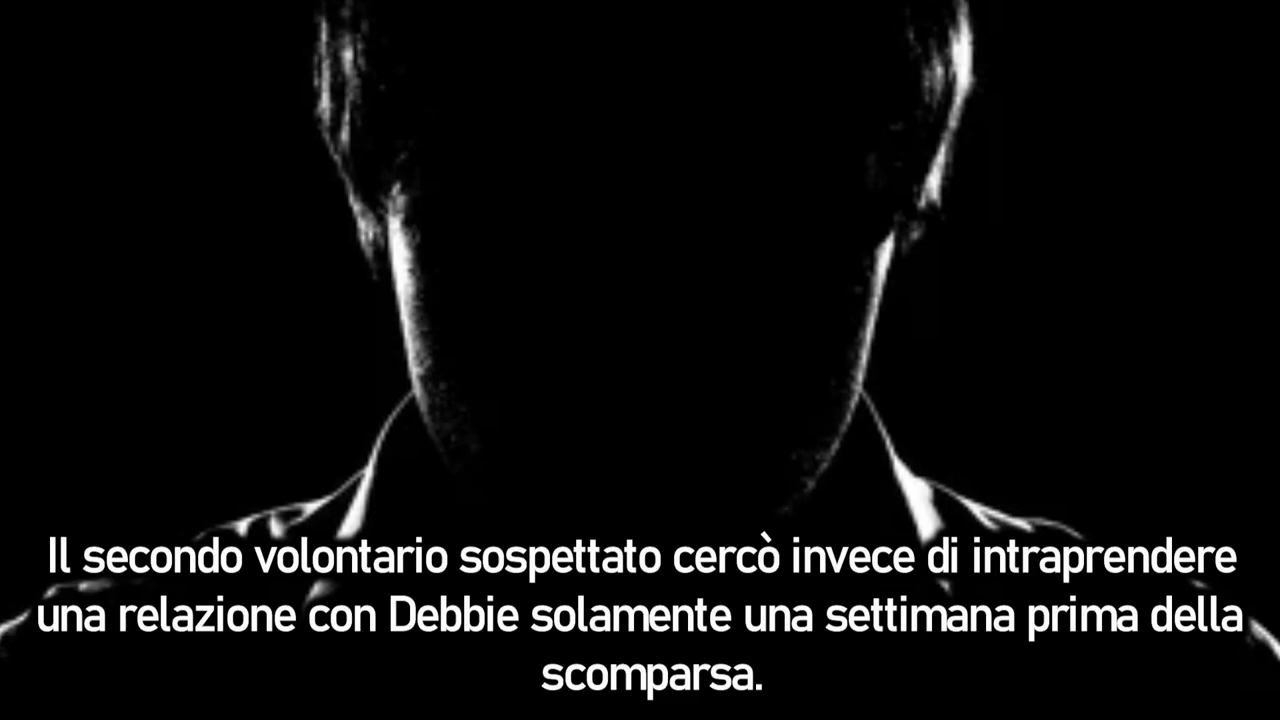 Il secondo volontario sospettato cercò invece di intraprendere
una relazione con Debbie solamente una settimana prima della
scomparsa.